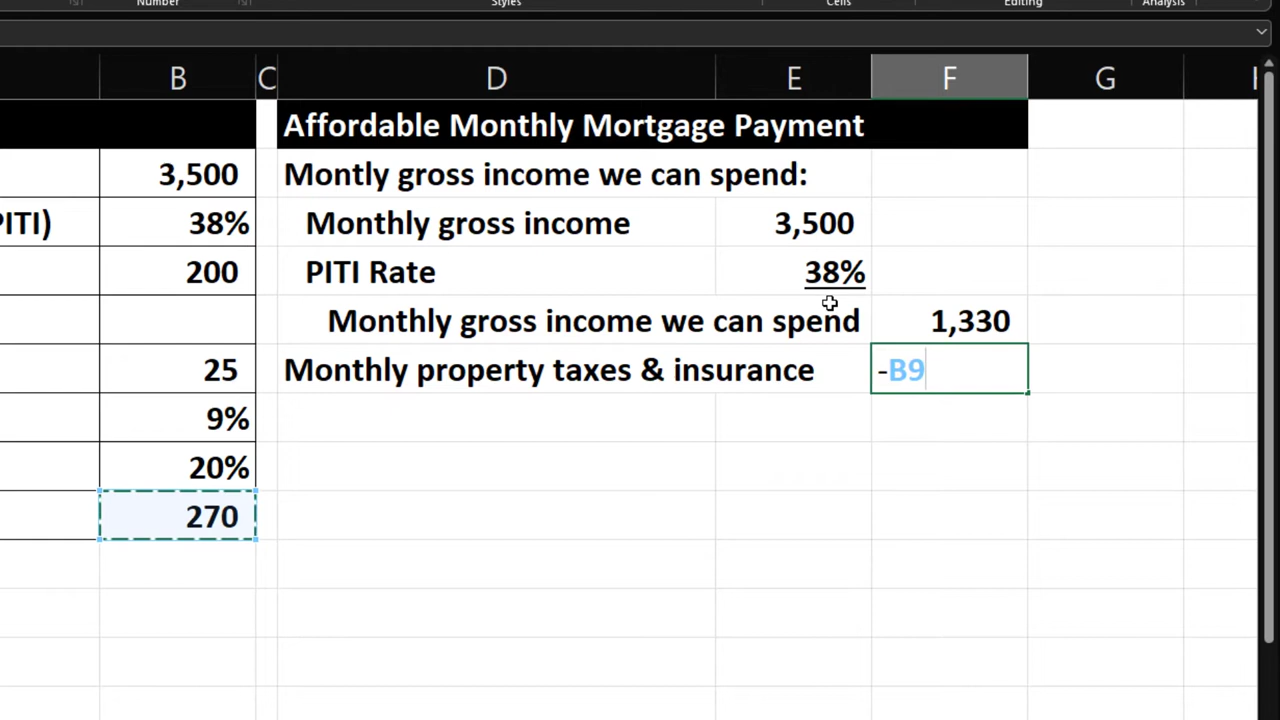 Number Styles Cells Editing Analysis
B C D E F G
Affordable Monthly Mortgage Payment
3,500 Montly gross income we can spend:
PITI) 38% Monthly gross income 3,500
200 PITI Rate 38%
Monthly gross income we can spend 1,330
25 Monthly property taxes & insurance -B9
9%
20%
270